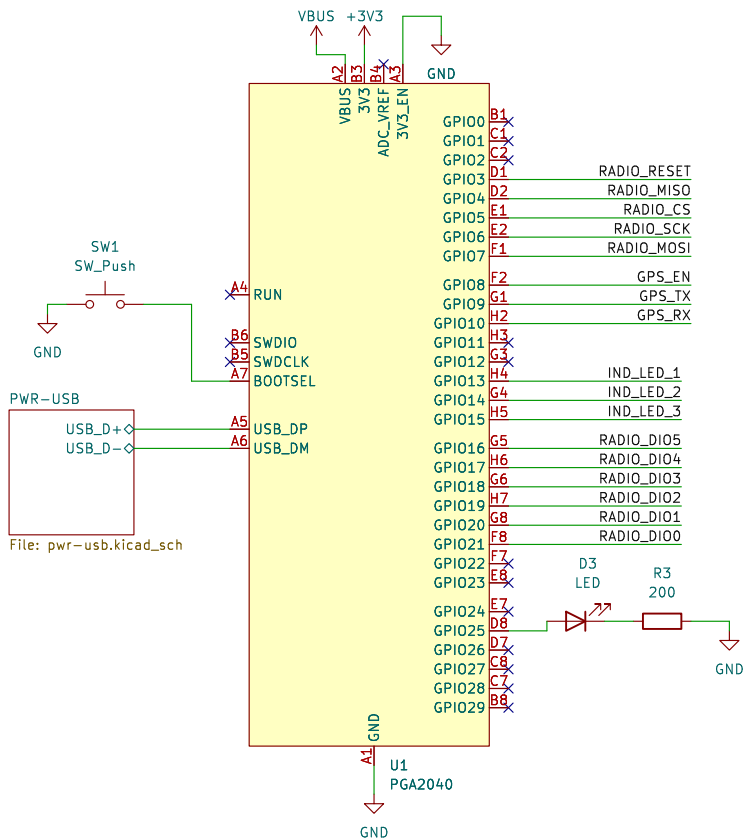 VBUS +3V3
GND
A2 B3 B4 A3
VBUS 3V3 ADC_VREF 3V3_EN
GPIO0 B1
GPIO1 C1
GPIO2 C2
GPIO3 D1 RADIO_RESET
GPIO4 D2 RADIO_MISO
GPIO5 E1 RADIO_CS
GPIO6 E2 RADIO_SCK
GPIO7 F1 RADIO_MOSI
SW1
SW_Push
GND
GPIO8 F2 GPS_EN
A4 RUN
GPIO9 G1 GPS_TX
GPIO10 H2 GPS_RX
B6 SWDIO
GPIO11 H3
B5 SWDCLK
GPIO12 G3
A7 BOOTSEL
GPIO13 H4 IND_LED_1
GPIO14 G4 IND_LED_2
GPIO15 H5 IND_LED_3
PWR-USB
USB_D+ A5 USB_DP
USB_D- A6 USB_DM
File: pwr-usb.kicad_sch
GPIO16 G5 RADIO_DIO5
GPIO17 H6 RADIO_DIO4
GPIO18 G6 RADIO_DIO3
GPIO19 H7 RADIO_DIO2
GPIO20 G8 RADIO_DIO1
GPIO21 F8 RADIO_DIO0
GPIO22 F7
GPIO23 E8
GPIO24 E7
GPIO25 D8
D3
LED
R3
200
GND
GPIO26 D7
GPIO27 C8
GPIO28 C7
GPIO29 B8
GND
A1
U1
PGA2040
GND